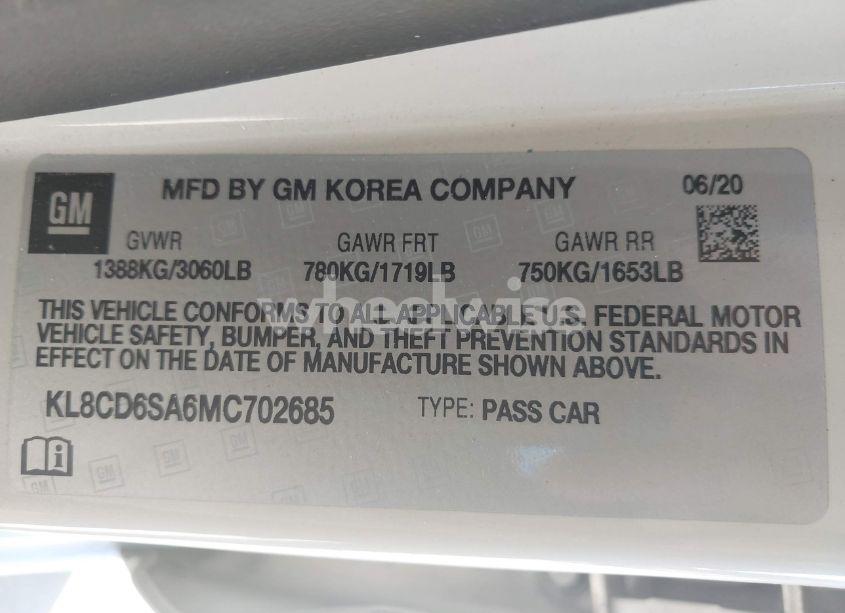 GM MFD BY GM KOREA COMPANY 06/20
GVWR GAWR FRT GAWR RR
1388KG/3060LB 780KG/1719LB 750KG/1653LB
THIS VEHICLE CONFORMS TO ALL APPLICABLE U.S. FEDERAL MOTOR
VEHICLE SAFETY, BUMPER, AND THEFT PREVENTION STANDARDS IN
EFFECT ON THE DATE OF MANUFACTURE SHOWN ABOVE.
KL8CD6SA6MC702685 TYPE: PASS CAR
wheelwise